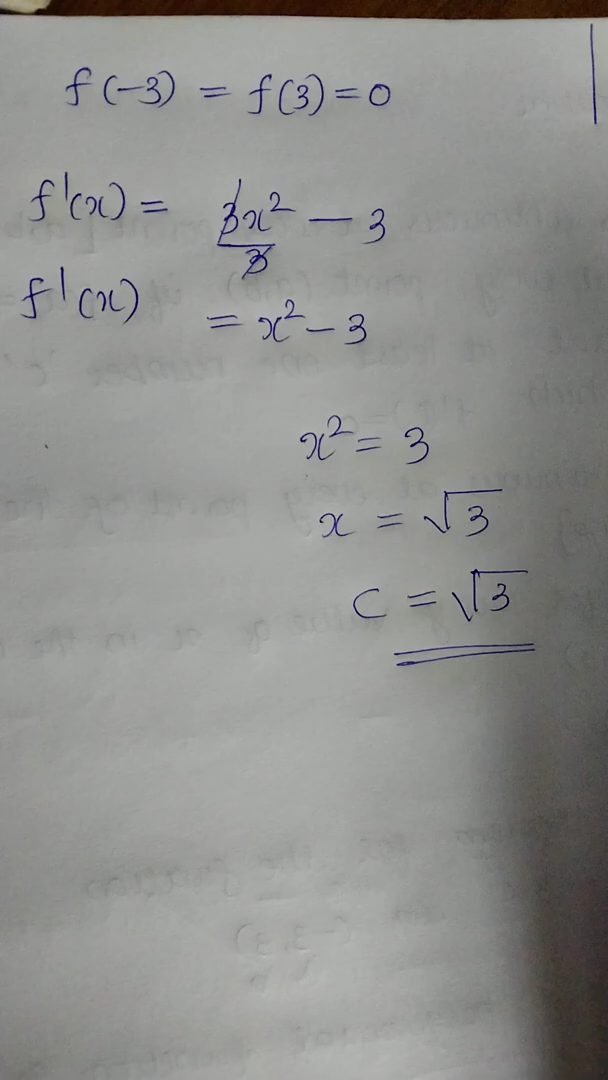 f(-3) = f(3) = 0
f'(x) = 3x²/3 - 3
f'(x) = x² - 3
x² = 3
x = √3
c = √3